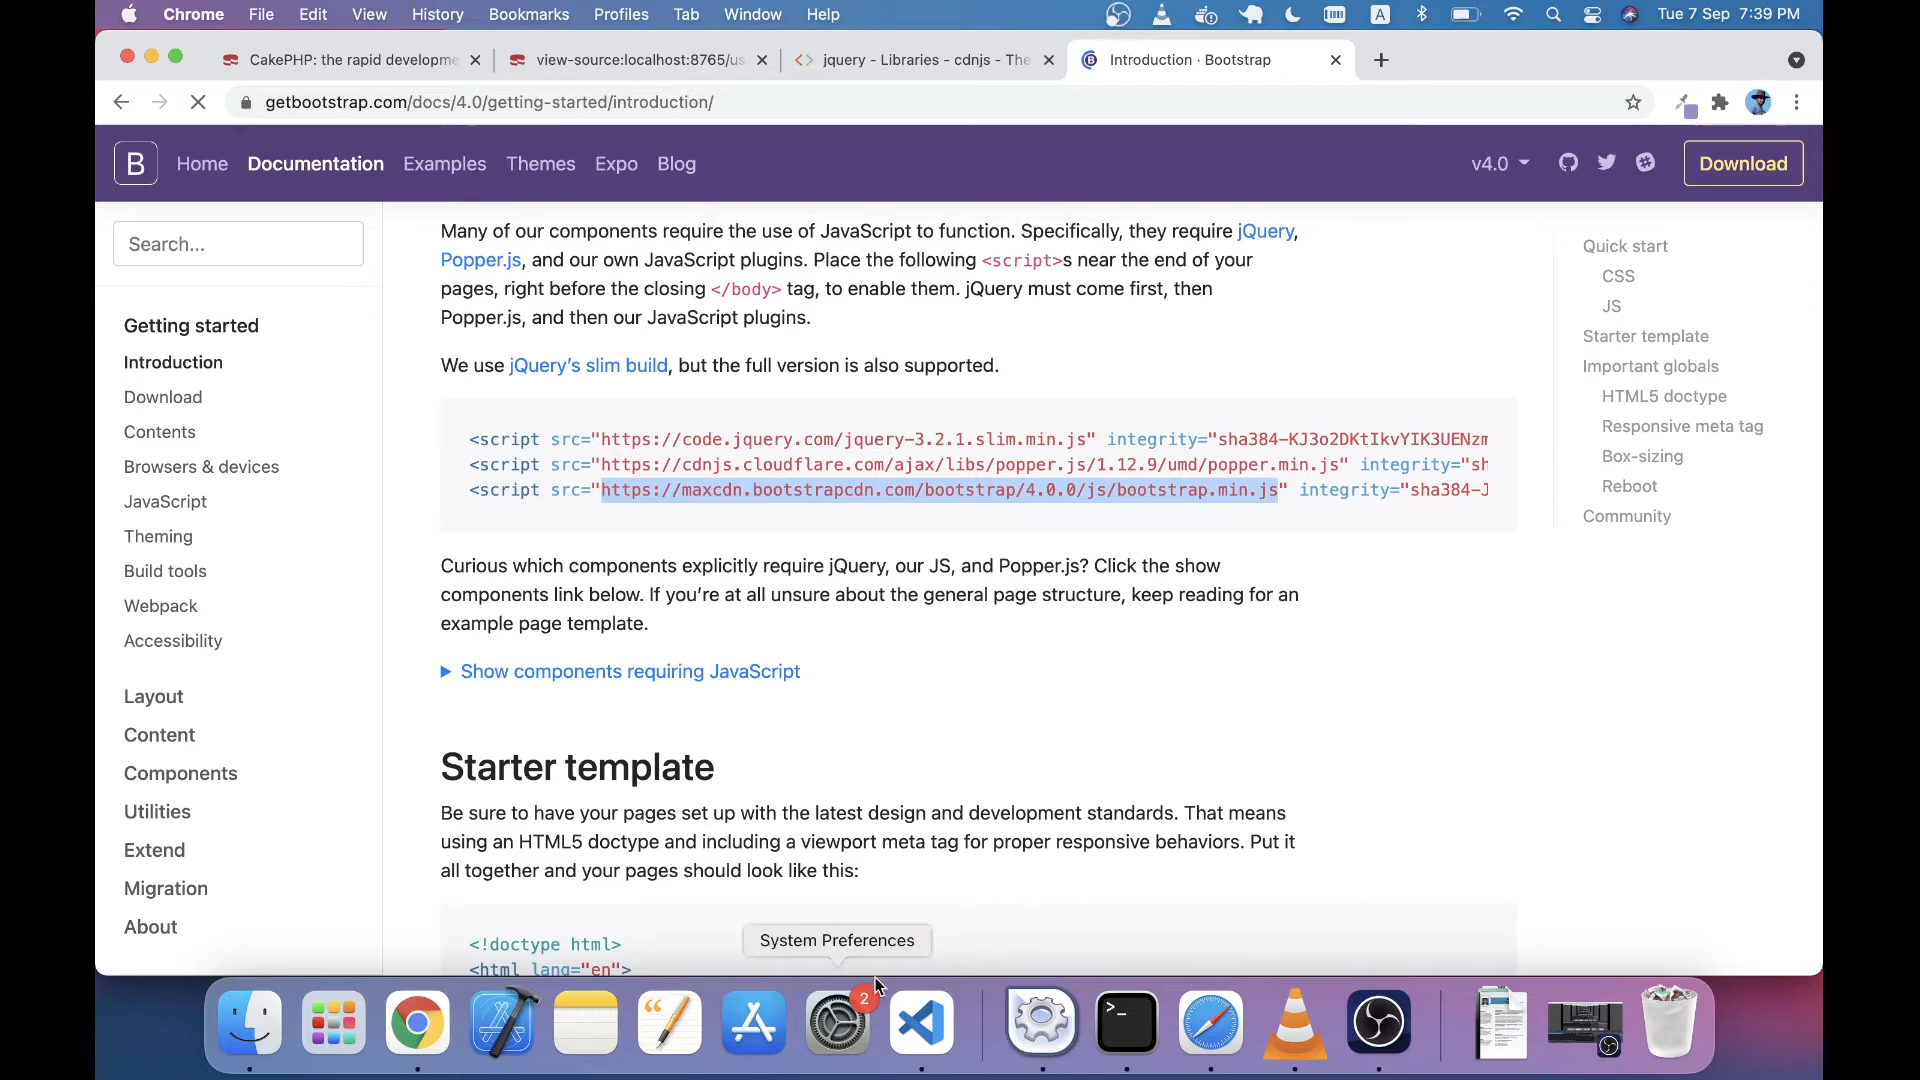 Chrome File Edit View History Bookmarks Profiles Tab Window Help A Tue 7 Sep 7:39 PM
CakePHP: the rapid developme view-source:localhost:8765/us jquery - Libraries - cdnjs - The Introduction · Bootstrap
getbootstrap.com/docs/4.0/getting-started/introduction/
B Home Documentation Examples Themes Expo Blog v4.0 Download
Search...
Getting started
Introduction
Download
Contents
Browsers & devices
JavaScript
Theming
Build tools
Webpack
Accessibility
Layout
Content
Components
Utilities
Extend
Migration
About
Many of our components require the use of JavaScript to function. Specifically, they require jQuery,
Popper.js, and our own JavaScript plugins. Place the following <script>s near the end of your
pages, right before the closing </body> tag, to enable them. jQuery must come first, then
Popper.js, and then our JavaScript plugins.
We use jQuery’s slim build, but the full version is also supported.
<script src="https://code.jquery.com/jquery-3.2.1.slim.min.js" integrity="sha384-KJ3o2DKtIkvYIK3UENzm
<script src="https://cdnjs.cloudflare.com/ajax/libs/popper.js/1.12.9/umd/popper.min.js" integrity="sh
<script src="https://maxcdn.bootstrapcdn.com/bootstrap/4.0.0/js/bootstrap.min.js" integrity="sha384-J
Curious which components explicitly require jQuery, our JS, and Popper.js? Click the show
components link below. If you’re at all unsure about the general page structure, keep reading for an
example page template.
Show components requiring JavaScript
Starter template
Be sure to have your pages set up with the latest design and development standards. That means
using an HTML5 doctype and including a viewport meta tag for proper responsive behaviors. Put it
all together and your pages should look like this:
<!doctype html>
<html lang="en">
Quick start
CSS
JS
Starter template
Important globals
HTML5 doctype
Responsive meta tag
Box-sizing
Reboot
Community
System Preferences
2